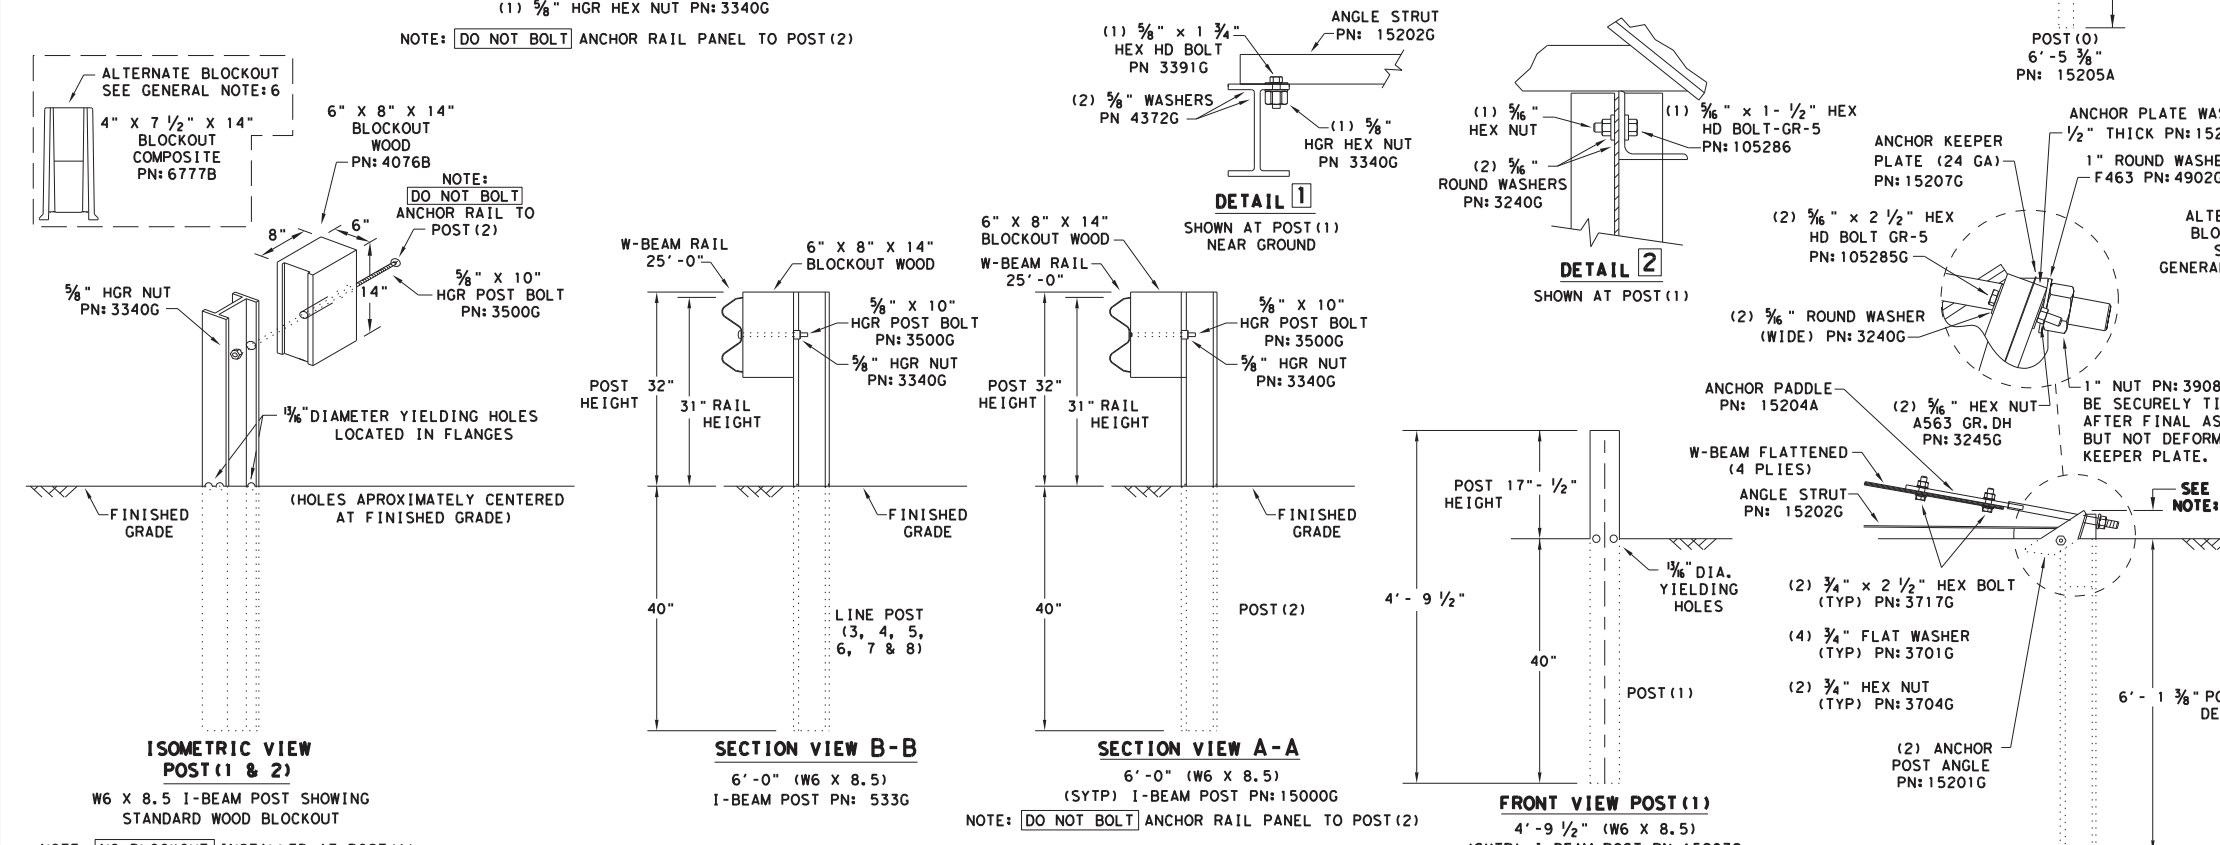 (1) 5/8" HGR HEX NUT PN:3340G
NOTE: DO NOT BOLT ANCHOR RAIL PANEL TO POST(2)
ALTERNATE BLOCKOUT
SEE GENERAL NOTE:6
4" X 7 1/2" X 14"
BLOCKOUT
COMPOSITE
PN:6777B
6" X 8" X 14"
BLOCKOUT
WOOD
PN:4076B
NOTE:
DO NOT BOLT
ANCHOR RAIL TO
POST(2)
8"
6"
14"
5/8" X 10"
HGR POST BOLT
PN:3500G
5/8" HGR NUT
PN:3340G
13/16" DIAMETER YIELDING HOLES
LOCATED IN FLANGES
(HOLES APROXIMATELY CENTERED
AT FINISHED GRADE)
FINISHED
GRADE
ISOMETRIC VIEW
POST(1 & 2)
W6 X 8.5 I-BEAM POST SHOWING
STANDARD WOOD BLOCKOUT
W-BEAM RAIL
25'-0"
6" X 8" X 14"
BLOCKOUT WOOD
5/8" X 10"
HGR POST BOLT
PN:3500G
5/8" HGR NUT
PN:3340G
POST 32"
HEIGHT
31" RAIL
HEIGHT
FINISHED
GRADE
40"
LINE POST
(3, 4, 5,
6, 7 & 8)
SECTION VIEW B-B
6'-0" (W6 X 8.5)
I-BEAM POST PN: 533G
6" X 8" X 14"
BLOCKOUT WOOD
W-BEAM RAIL
25'-0"
5/8" X 10"
HGR POST BOLT
PN:3500G
5/8" HGR NUT
PN:3340G
POST 32"
HEIGHT
31" RAIL
HEIGHT
FINISHED
GRADE
40"
POST(2)
SECTION VIEW A-A
6'-0" (W6 X 8.5)
(SYTP) I-BEAM POST PN:15000G
NOTE: DO NOT BOLT ANCHOR RAIL PANEL TO POST(2)
(1) 5/8" x 1 3/4"
HEX HD BOLT
PN 3391G
ANGLE STRUT
PN: 15202G
(2) 5/8" WASHERS
PN 4372G
(1) 5/8"
HGR HEX NUT
PN 3340G
DETAIL 1
SHOWN AT POST(1)
NEAR GROUND
(1) 5/16"
HEX NUT
(2) 5/16"
ROUND WASHERS
PN:3240G
(1) 5/16" x 1- 1/2" HEX
HD BOLT-GR-5
PN:105286
DETAIL 2
SHOWN AT POST(1)
POST 17"- 1/2"
HEIGHT
4'- 9 1/2"
40"
13/16" DIA.
YIELDING
HOLES
POST(1)
FRONT VIEW POST(1)
4'-9 1/2" (W6 X 8.5)
POST(0)
6'-5 3/8"
PN: 15205A
ANCHOR PLATE WAS
1/2" THICK PN:152
ANCHOR KEEPER
PLATE (24 GA)
PN:15207G
1" ROUND WASHE
F463 PN:4902G
(2) 5/16" x 2 1/2" HEX
HD BOLT GR-5
PN:105285G
ALTE
BLO
S
GENERAL
(2) 5/16" ROUND WASHER
(WIDE) PN:3240G
ANCHOR PADDLE
PN: 15204A
(2) 5/16" HEX NUT
A563 GR.DH
PN:3245G
1" NUT PN:3908
BE SECURELY TI
AFTER FINAL AS
BUT NOT DEFORM
KEEPER PLATE.
W-BEAM FLATTENED
(4 PLIES)
ANGLE STRUT
PN: 15202G
SEE
NOTE:
(2) 3/4" x 2 1/2" HEX BOLT
(TYP) PN:3717G
(4) 3/4" FLAT WASHER
(TYP) PN:3701G
(2) 3/4" HEX NUT
(TYP) PN:3704G
6'- 1 3/8" PO
DE
(2) ANCHOR
POST ANGLE
PN:15201G